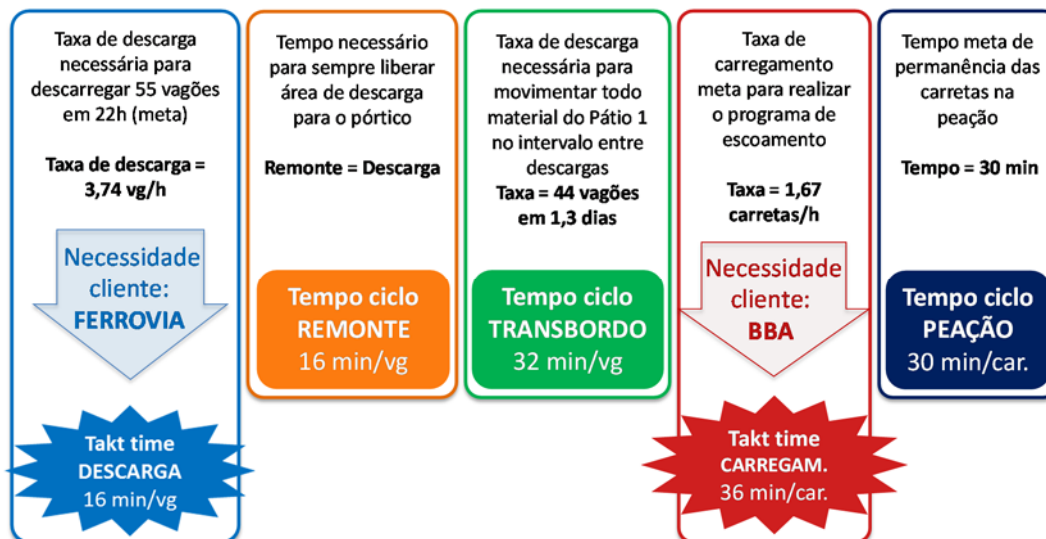 Taxa de descarga
necessária para
descarregar 55 vagões
em 22h (meta)
Taxa de descarga =
3,74 vg/h
Necessidade
cliente:
FERROVIA
Takt time
DESCARGA
16 min/vg
Tempo necessário
para sempre liberar
área de descarga
para o pórtico
Remonte = Descarga
Tempo ciclo
REMONTE
16 min/vg
Taxa de descarga
necessária para
movimentar todo
material do Pátio 1
no intervalo entre
descargas
Taxa = 44 vagões
em 1,3 dias
Tempo ciclo
TRANSBORDO
32 min/vg
Taxa de
carregamento
meta para realizar
o programa de
escoamento
Taxa = 1,67
carretas/h
Necessidade
cliente:
BBA
Takt time
CARREGAM.
36 min/car.
Tempo meta de
permanência das
carretas na
peação
Tempo = 30 min
Tempo ciclo
PEAÇÃO
30 min/car.